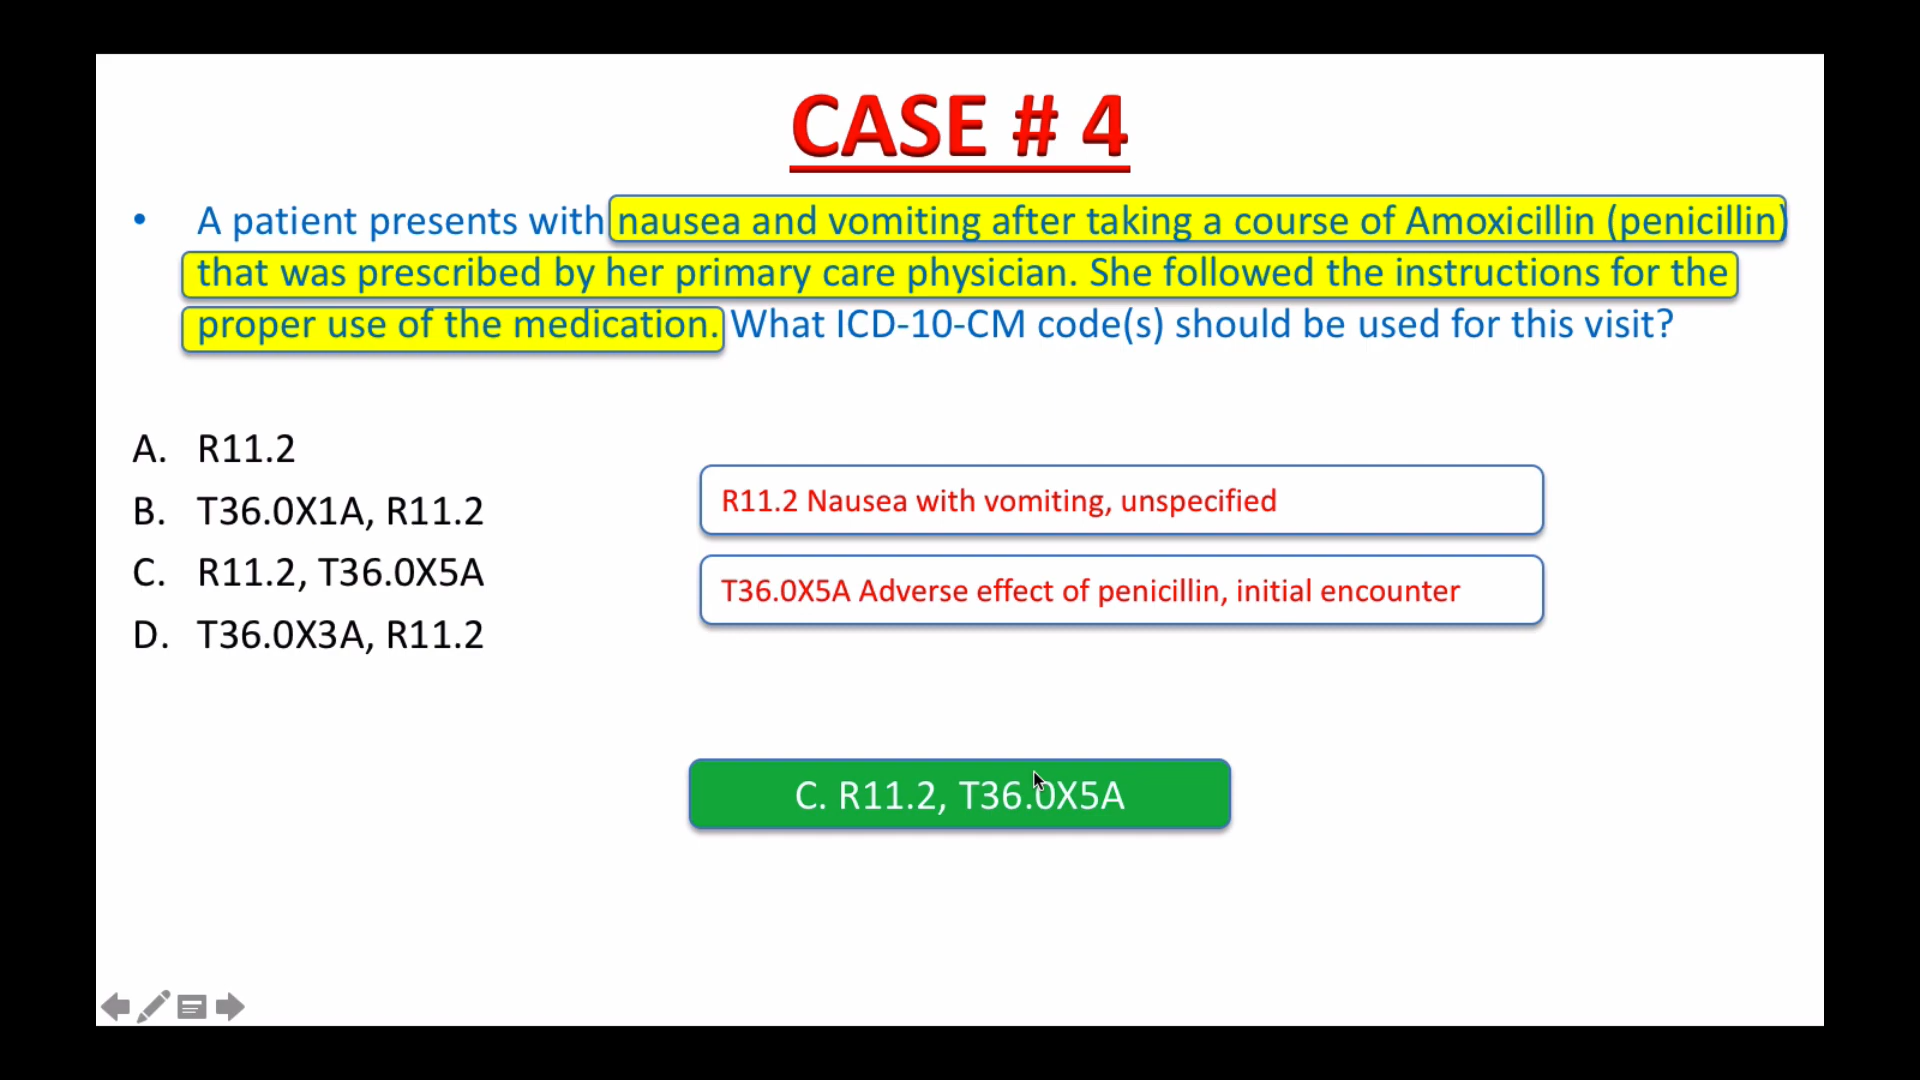 CASE # 4
• A patient presents with nausea and vomiting after taking a course of Amoxicillin (penicillin)
that was prescribed by her primary care physician. She followed the instructions for the
proper use of the medication. What ICD-10-CM code(s) should be used for this visit?
A. R11.2
B. T36.0X1A, R11.2
C. R11.2, T36.0X5A
D. T36.0X3A, R11.2
R11.2 Nausea with vomiting, unspecified
T36.0X5A Adverse effect of penicillin, initial encounter
C. R11.2, T36.0X5A